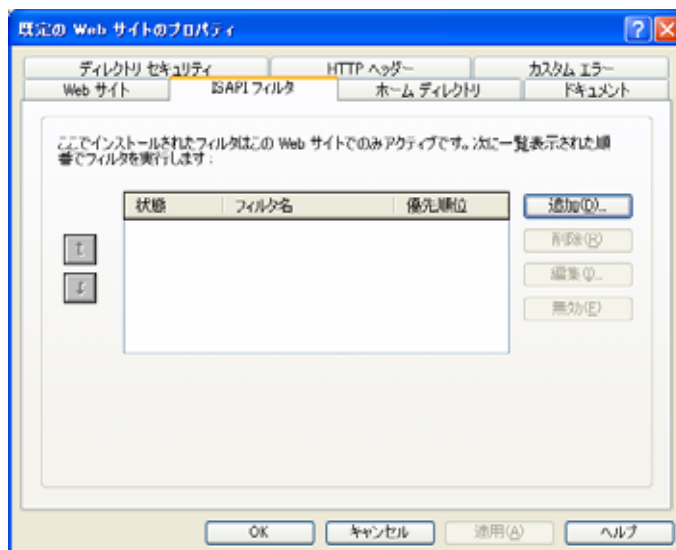 既定の Web サイトのプロパティ
ディレクトリ セキュリティ
HTTP ヘッダー
カスタム エラー
Web サイト
ISAPI フィルタ
ホーム ディレクトリ
ドキュメント
ここでインストールされたフィルタはこの Web サイトでのみアクティブです。次に一覧表示された順
番でフィルタを実行します:
状態
フィルタ名
優先順位
追加(D)...
削除(R)
編集(I)...
無効(E)
OK
キャンセル
適用(A)
ヘルプ